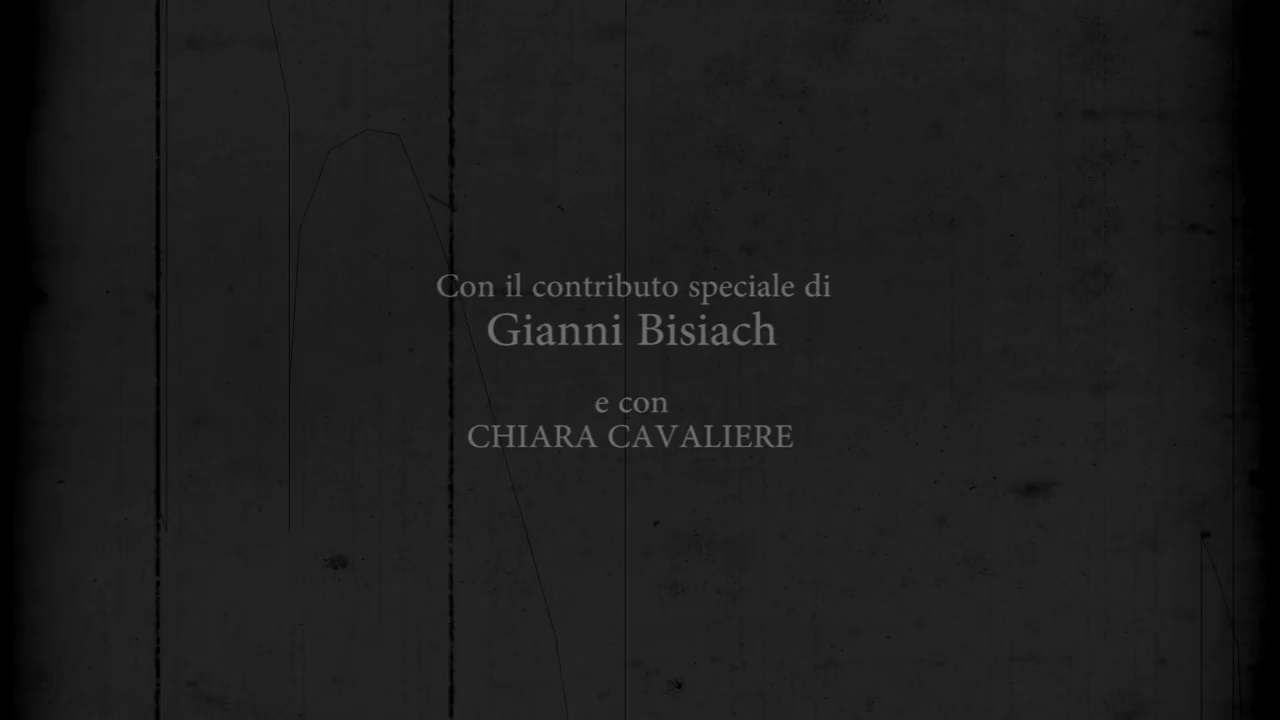 Con il contributo speciale di
Gianni Bisiach
e con
CHIARA CAVALIERE